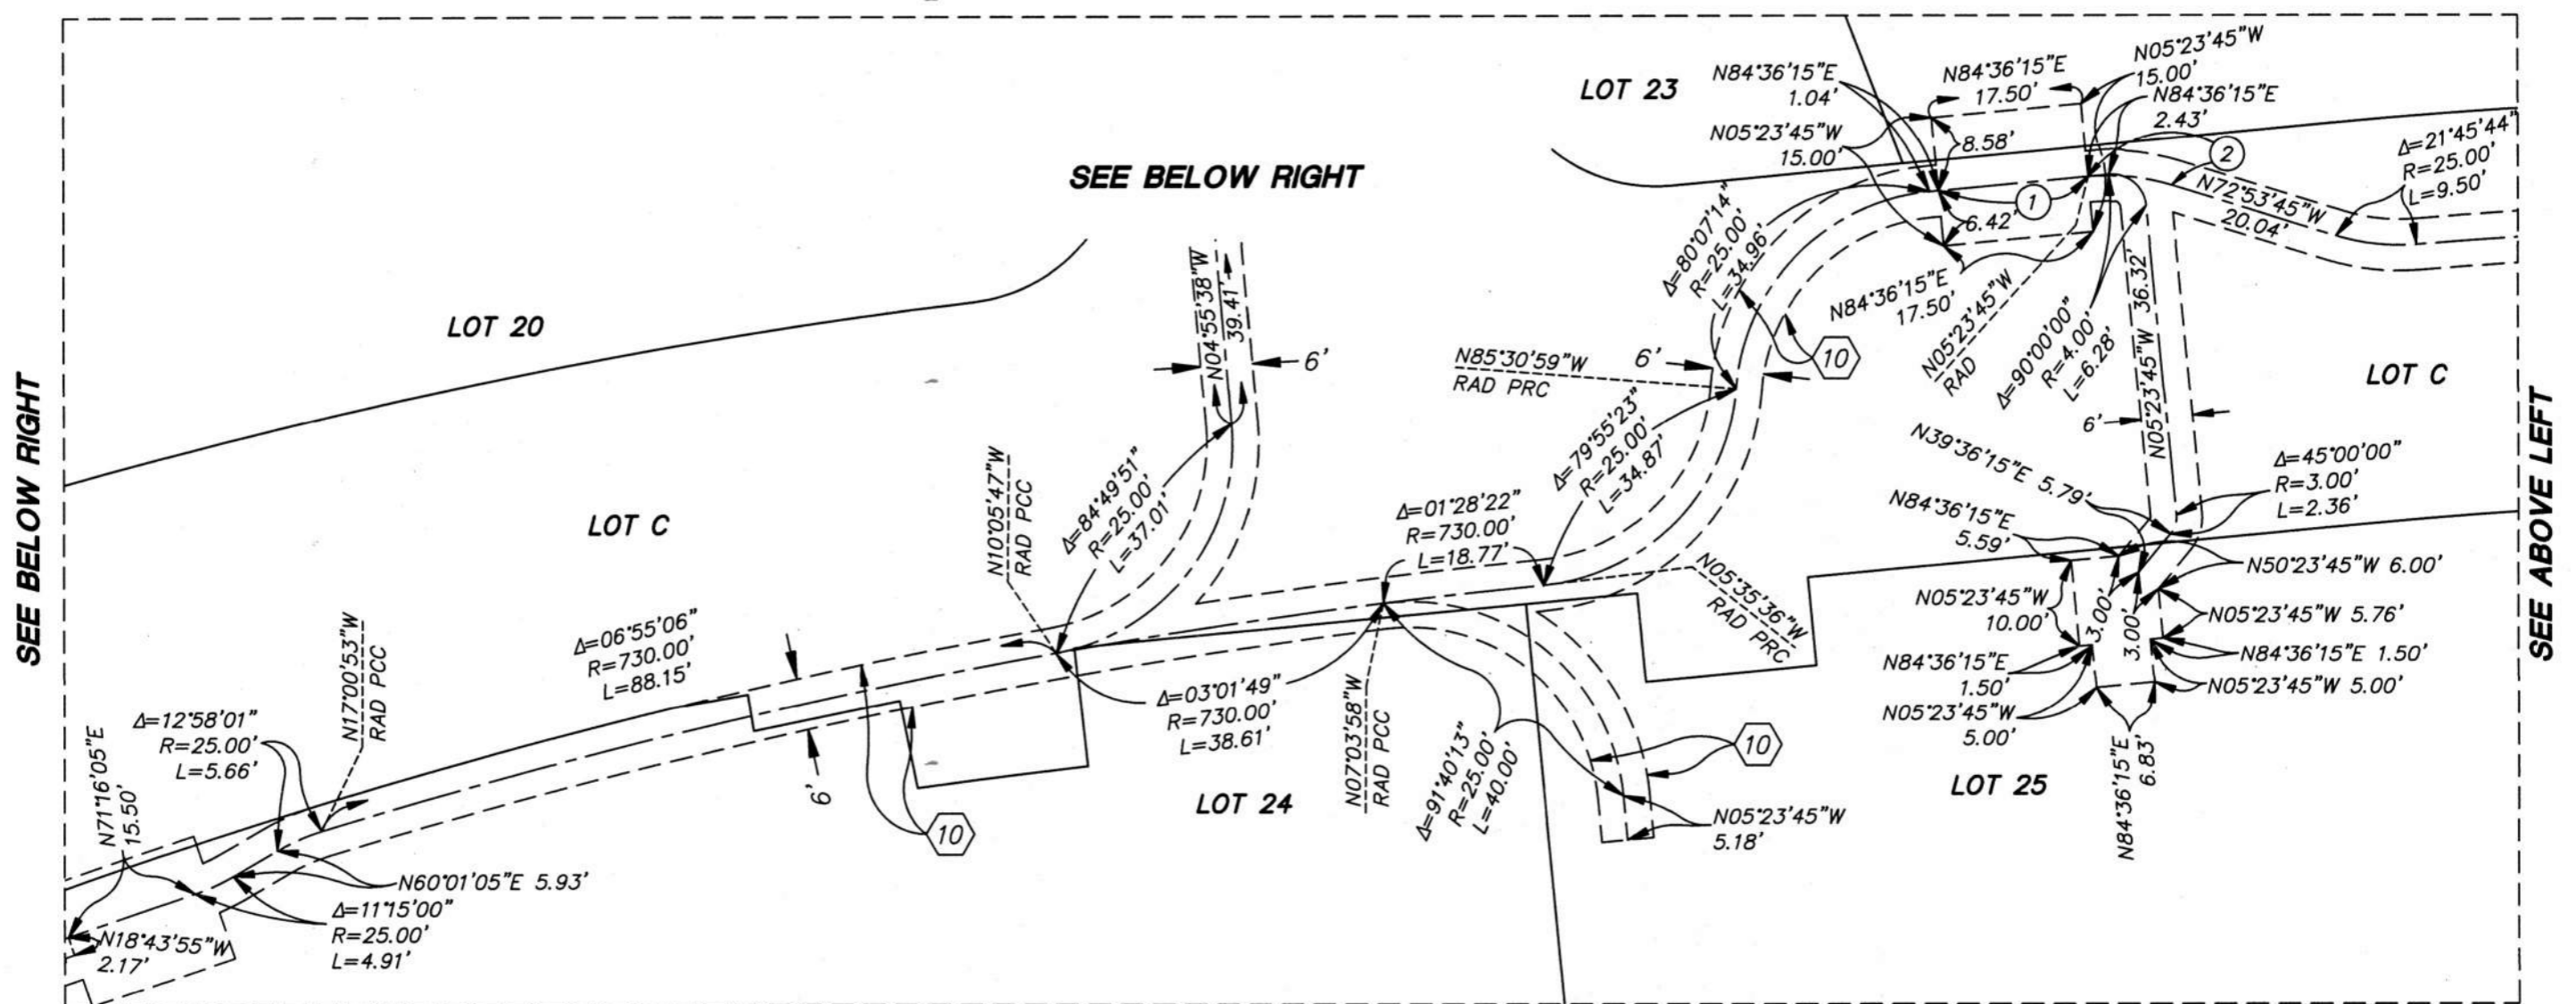 SEE BELOW RIGHT
SEE BELOW RIGHT
SEE ABOVE LEFT
LOT 20
LOT C
N71°16'05"E
15.50'
N18°43'55"W
2.17'
Δ=12°58'01"
R=25.00'
L=5.66'
N17°00'53"W
RAD PCC
N60°01'05"E 5.93'
Δ=11°15'00"
R=25.00'
L=4.91'
Δ=06°55'06"
R=730.00'
L=88.15'
6'
10
N10°05'47"W
RAD PCC
Δ=84°49'51"
R=25.00'
L=37.01'
N04°55'38"W
39.41'
6'
Δ=03°01'49"
R=730.00'
L=38.61'
LOT 24
N07°03'58"W
RAD PCC
Δ=01°28'22"
R=730.00'
L=18.77'
Δ=91°40'13"
R=25.00'
L=40.00'
10
N05°23'45"W
5.18'
N05°35'36"W
RAD PRC
Δ=79°55'23"
R=25.00'
L=34.87'
N85°30'59"W
RAD PRC
6'
10
Δ=80°07'14"
R=25.00'
L=34.96'
LOT 23
N84°36'15"E
1.04'
N05°23'45"W
15.00'
N84°36'15"E
17.50'
8.58'
6.42'
1
N05°23'45"W
15.00'
N84°36'15"E
2.43'
2
Δ=21°45'44"
R=25.00'
L=9.50'
N72°53'45"W
20.04'
N84°36'15"E
17.50'
N05°23'45"W
RAD
Δ=90°00'00"
R=4.00'
L=6.28'
N05°23'45"W 36.32'
6'
LOT C
N39°36'15"E 5.79'
Δ=45°00'00"
R=3.00'
L=2.36'
N84°36'15"E
5.59'
N50°23'45"W 6.00'
N05°23'45"W
10.00'
3.00'
3.00'
N05°23'45"W 5.76'
N84°36'15"E
1.50'
N84°36'15"E 1.50'
N05°23'45"W
5.00'
N05°23'45"W 5.00'
N84°36'15"E
6.83'
LOT 25